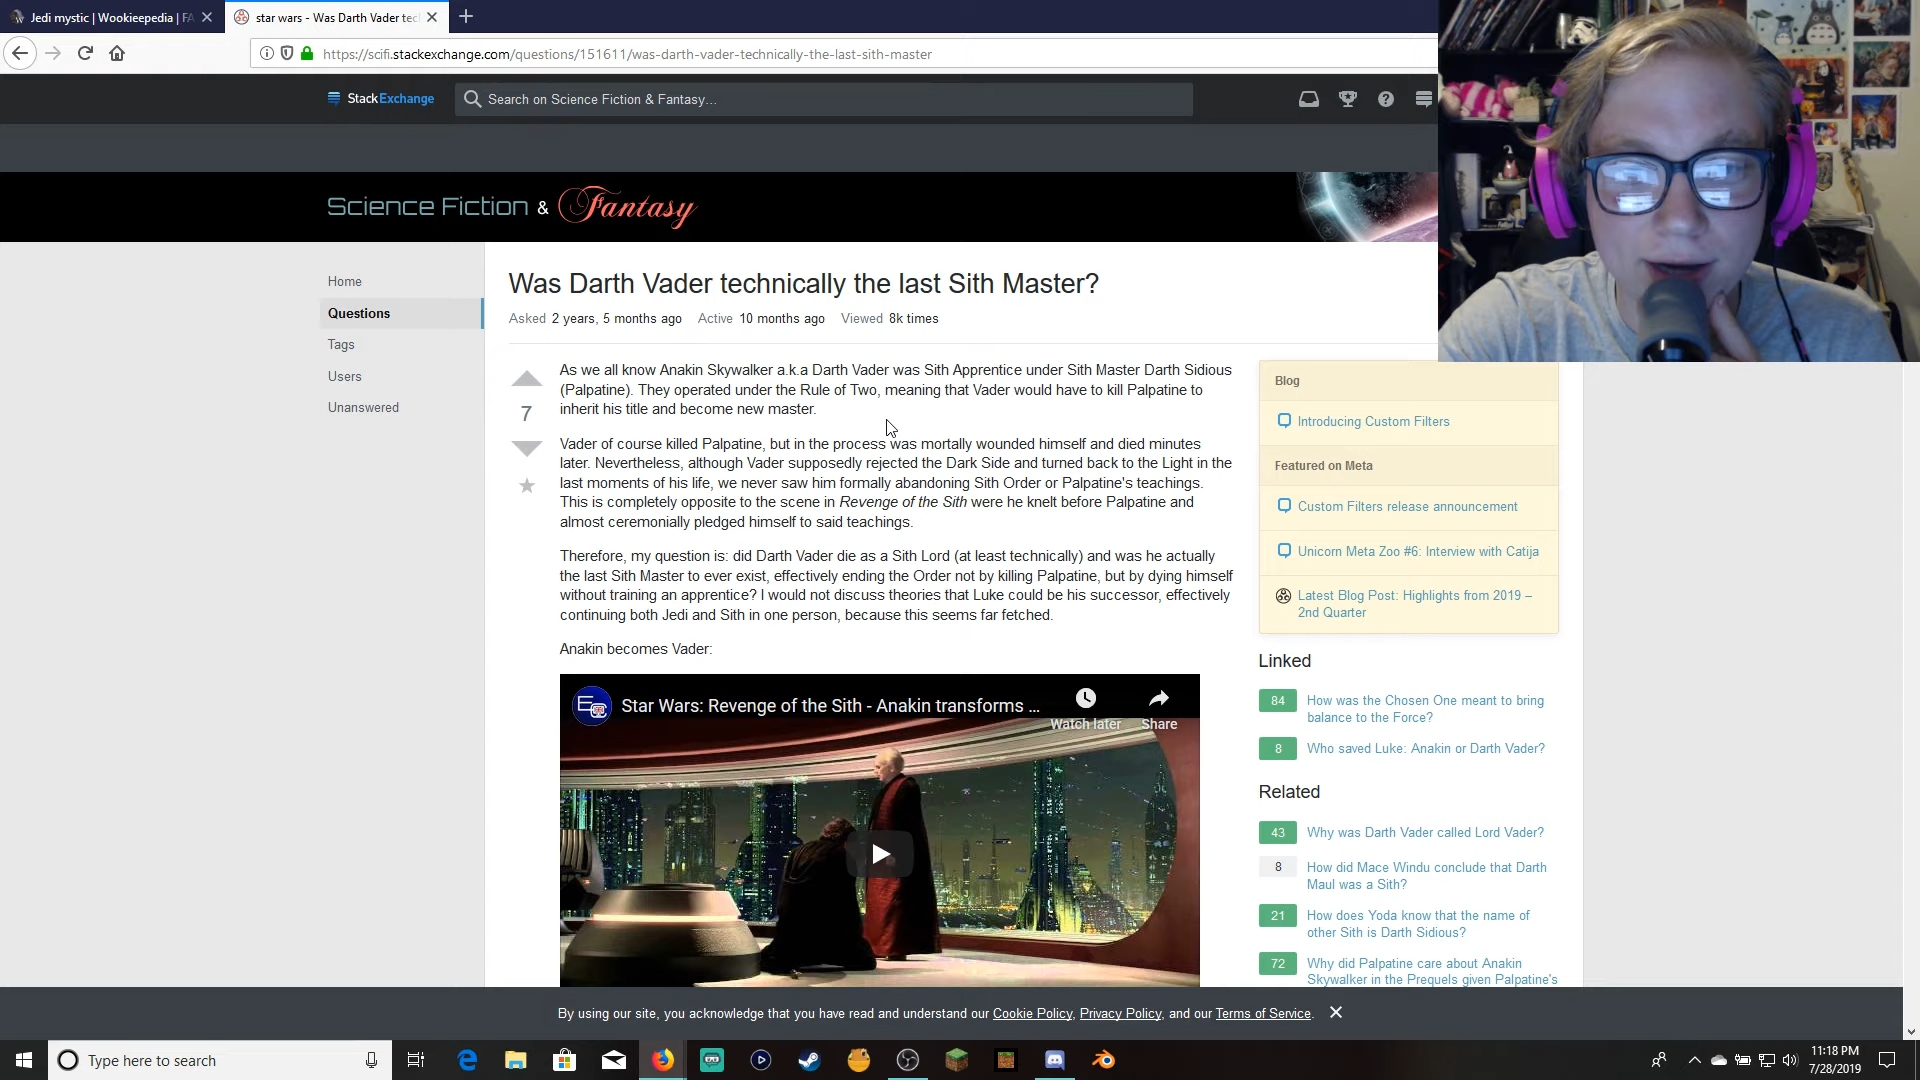 Jedi mystic | Wookieepedia | FA
star wars - Was Darth Vader tec
https://scifi.stackexchange.com/questions/151611/was-darth-vader-technically-the-last-sith-master
StackExchange
Search on Science Fiction & Fantasy...
Science Fiction & Fantasy
Home
Questions
Tags
Users
Unanswered
Was Darth Vader technically the last Sith Master?
Asked 2 years, 5 months ago Active 10 months ago Viewed 8k times
7
As we all know Anakin Skywalker a.k.a Darth Vader was Sith Apprentice under Sith Master Darth Sidious
(Palpatine). They operated under the Rule of Two, meaning that Vader would have to kill Palpatine to
inherit his title and become new master.
Vader of course killed Palpatine, but in the process was mortally wounded himself and died minutes
later. Nevertheless, although Vader supposedly rejected the Dark Side and turned back to the Light in the
last moments of his life, we never saw him formally abandoning Sith Order or Palpatine's teachings.
This is completely opposite to the scene in Revenge of the Sith were he knelt before Palpatine and
almost ceremonially pledged himself to said teachings.
Therefore, my question is: did Darth Vader die as a Sith Lord (at least technically) and was he actually
the last Sith Master to ever exist, effectively ending the Order not by killing Palpatine, but by dying himself
without training an apprentice? I would not discuss theories that Luke could be his successor, effectively
continuing both Jedi and Sith in one person, because this seems far fetched.
Anakin becomes Vader:
Star Wars: Revenge of the Sith - Anakin transforms ...
Watch later
Share
Blog
Introducing Custom Filters
Featured on Meta
Custom Filters release announcement
Unicorn Meta Zoo #6: Interview with Catija
Latest Blog Post: Highlights from 2019 –
2nd Quarter
Linked
84 How was the Chosen One meant to bring
balance to the Force?
8 Who saved Luke: Anakin or Darth Vader?
Related
43 Why was Darth Vader called Lord Vader?
8 How did Mace Windu conclude that Darth
Maul was a Sith?
21 How does Yoda know that the name of
other Sith is Darth Sidious?
72 Why did Palpatine care about Anakin
Skywalker in the Prequels given Palpatine's
By using our site, you acknowledge that you have read and understand our Cookie Policy, Privacy Policy, and our Terms of Service.
Type here to search
11:18 PM
7/28/2019